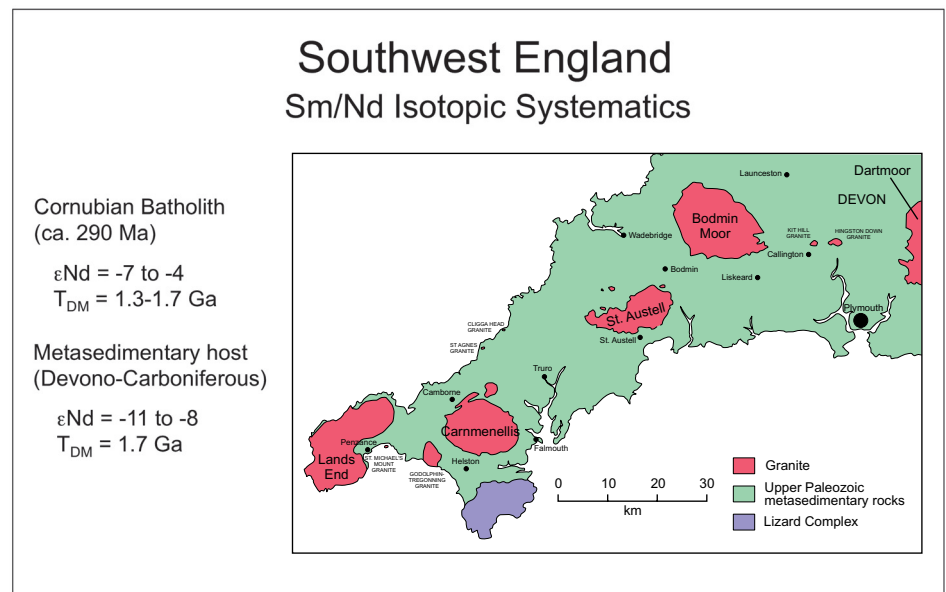 Southwest England
Sm/Nd Isotopic Systematics
Cornubian Batholith
(ca. 290 Ma)
εNd = -7 to -4
TDM = 1.3-1.7 Ga
Metasedimentary host
(Devono-Carboniferous)
εNd = -11 to -8
TDM = 1.7 Ga
Launceston
Dartmoor
DEVON
Bodmin
Moor
KIT HILL
GRANITE
HINGSTON DOWN
GRANITE
Wadebridge
Callington
Bodmin
Liskeard
Plymouth
St. Austell
St. Austell
CLIGGA HEAD
GRANITE
ST AGNES
GRANITE
Truro
Camborne
Carnmenellis
Penzance
Falmouth
Lands
End
ST. MICHAEL'S
MOUNT
GRANITE
Helston
GODOLPHIN-
TREGONNING
GRANITE
0 10 20 30
km
Granite
Upper Paleozoic
metasedimentary rocks
Lizard Complex